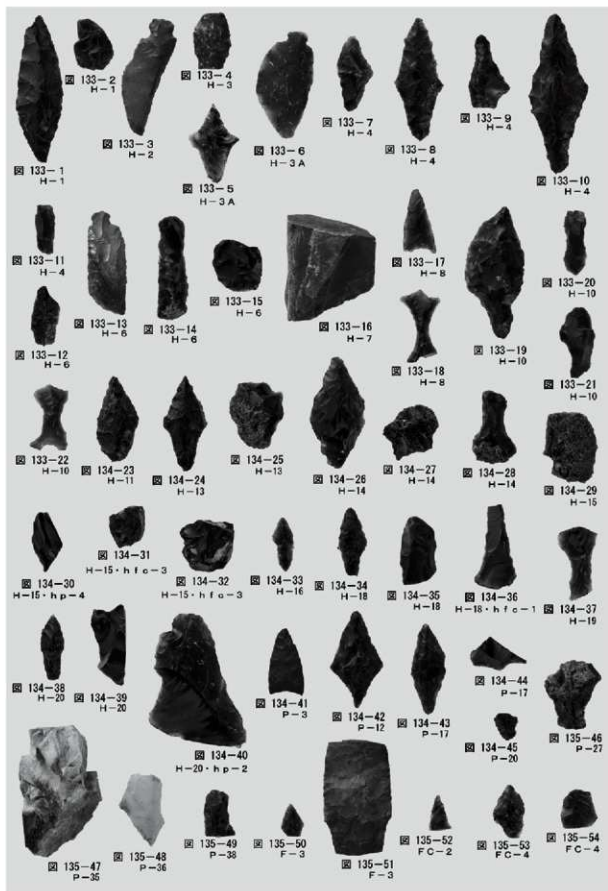 図 133-1
H-1
図 133-2
H-1
図 133-3
H-2
図 133-4
H-3
図 133-5
H-3A
図 133-6
H-3A
図 133-7
H-4
図 133-8
H-4
図 133-9
H-4
図 133-10
H-4
図 133-11
H-4
図 133-12
H-6
図 133-13
H-6
図 133-14
H-6
図 133-15
H-6
図 133-16
H-7
図 133-17
H-8
図 133-18
H-8
図 133-19
H-10
図 133-20
H-10
図 133-21
H-10
図 133-22
H-10
図 134-23
H-11
図 134-24
H-13
図 134-25
H-13
図 134-26
H-14
図 134-27
H-14
図 134-28
H-14
図 134-29
H-15
図 134-30
H-15・hp-4
図 134-31
H-15・hfc-3
図 134-32
H-15・hfc-3
図 134-33
H-16
図 134-34
H-18
図 134-35
H-18
図 134-36
H-18・hfc-1
図 134-37
H-19
図 134-38
H-20
図 134-39
H-20
図 134-40
H-20・hp-2
図 134-41
P-3
図 134-42
P-12
図 134-43
P-17
図 134-44
P-17
図 134-45
P-20
図 135-46
P-27
図 135-47
P-35
図 135-48
P-36
図 135-49
P-38
図 135-50
F-3
図 135-51
F-3
図 135-52
FC-2
図 135-53
FC-4
図 135-54
FC-4